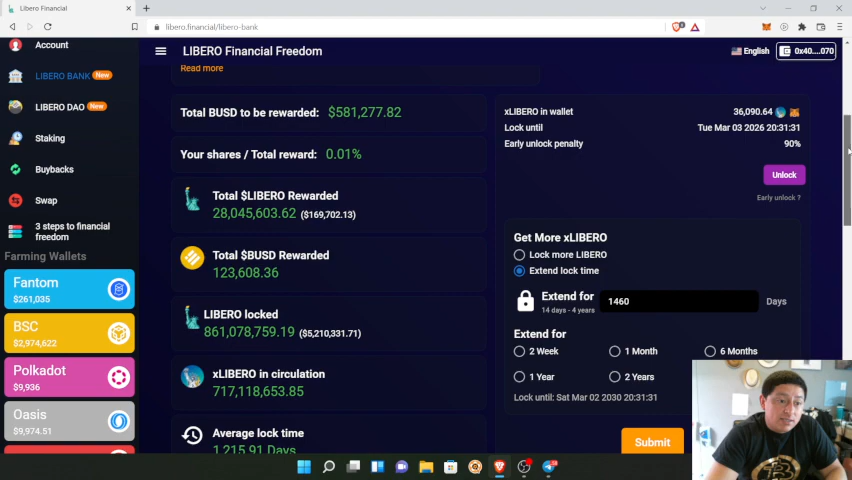 Libero Financial
libero.financial/libero-bank
Account
LIBERO BANK New
LIBERO DAO New
Staking
Buybacks
Swap
3 steps to financial
freedom
Farming Wallets
Fantom
$261,035
BSC
$2,974,622
Polkadot
$9,936
Oasis
$9,974.51
LIBERO Financial Freedom
English
0x40....070
Read more
Total BUSD to be rewarded: $581,277.82
Your shares / Total reward: 0.01%
Total $LIBERO Rewarded
28,045,603.62 ($169,702.13)
Total $BUSD Rewarded
123,608.36
LIBERO locked
861,078,759.19 ($5,210,331.71)
xLIBERO in circulation
717,118,653.85
Average lock time
1,215.91 Days
xLIBERO in wallet 36,090.64
Lock until Tue Mar 03 2026 20:31:31
Early unlock penalty 90%
Unlock
Early unlock ?
Get More xLIBERO
Lock more LIBERO
Extend lock time
Extend for
14 days - 4 years
1460 Days
Extend for
2 Week 1 Month 6 Months
1 Year 2 Years
Lock until: Sat Mar 02 2030 20:31:31
Submit